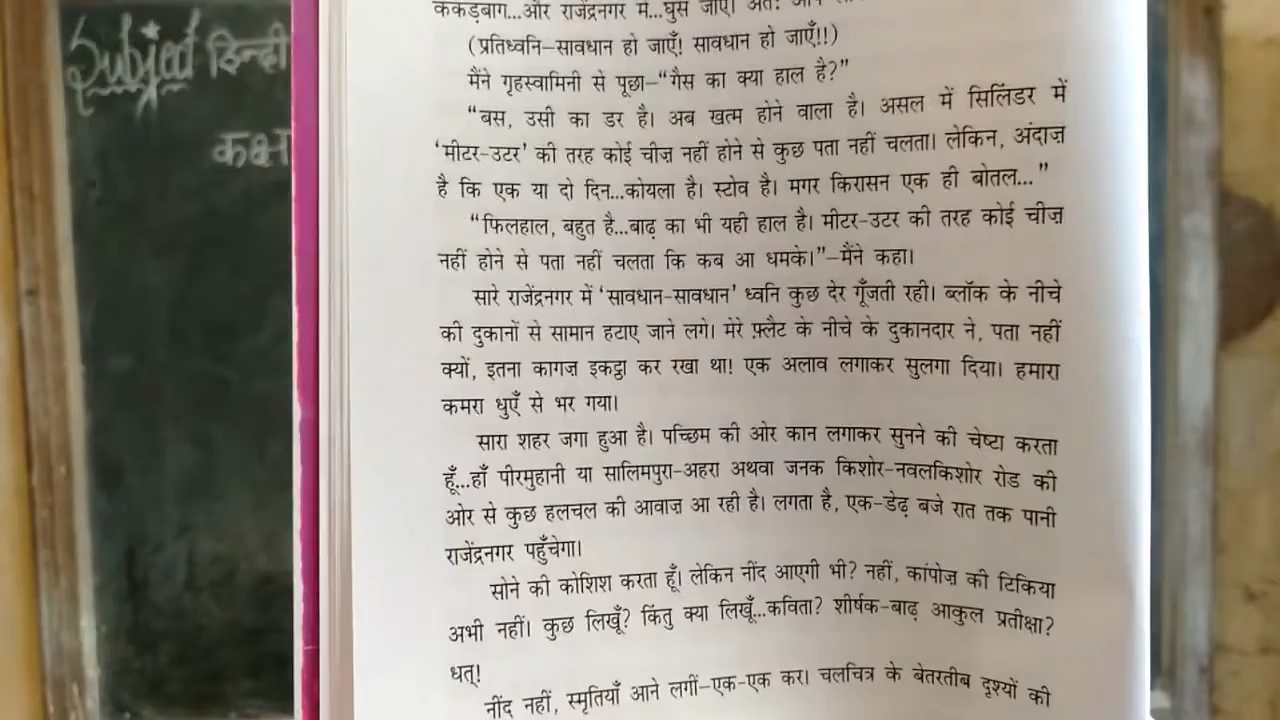 Subject हिन्दी
कक्ष
ककड़बाग...और राजेंद्रनगर में...घुस जाए। अतः आप
(प्रतिध्वनि–सावधान हो जाएँ! सावधान हो जाएँ!!)
मैंने गृहस्वामिनी से पूछा–“गैस का क्या हाल है?”
“बस, उसी का डर है। अब खत्म होने वाला है। असल में सिलिंडर में
‘मीटर-उटर’ की तरह कोई चीज़ नहीं होने से कुछ पता नहीं चलता। लेकिन, अंदाज़
है कि एक या दो दिन...कोयला है। स्टोव है। मगर किरासन एक ही बोतल...”
“फिलहाल, बहुत है...बाढ़ का भी यही हाल है। मीटर-उटर की तरह कोई चीज़
नहीं होने से पता नहीं चलता कि कब आ धमके।”–मैंने कहा।
सारे राजेंद्रनगर में ‘सावधान-सावधान’ ध्वनि कुछ देर गूँजती रही। ब्लॉक के नीचे
की दुकानों से सामान हटाए जाने लगे। मेरे फ़्लैट के नीचे के दुकानदार ने, पता नहीं
क्यों, इतना कागज इकट्ठा कर रखा था! एक अलाव लगाकर सुलगा दिया। हमारा
कमरा धुएँ से भर गया।
सारा शहर जगा हुआ है। पच्छिम की ओर कान लगाकर सुनने की चेष्टा करता
हूँ...हाँ पीरमुहानी या सालिमपुरा-अहरा अथवा जनक किशोर-नवलकिशोर रोड की
ओर से कुछ हलचल की आवाज़ आ रही है। लगता है, एक-डेढ़ बजे रात तक पानी
राजेंद्रनगर पहुँचेगा।
सोने की कोशिश करता हूँ। लेकिन नींद आएगी भी? नहीं, कांपोज़ की टिकिया
अभी नहीं। कुछ लिखूँ? किंतु क्या लिखूँ...कविता? शीर्षक-बाढ़ आकुल प्रतीक्षा?
धत्!
नींद नहीं, स्मृतियाँ आने लगीं–एक-एक कर। चलचित्र के बेतरतीब दृश्यों की